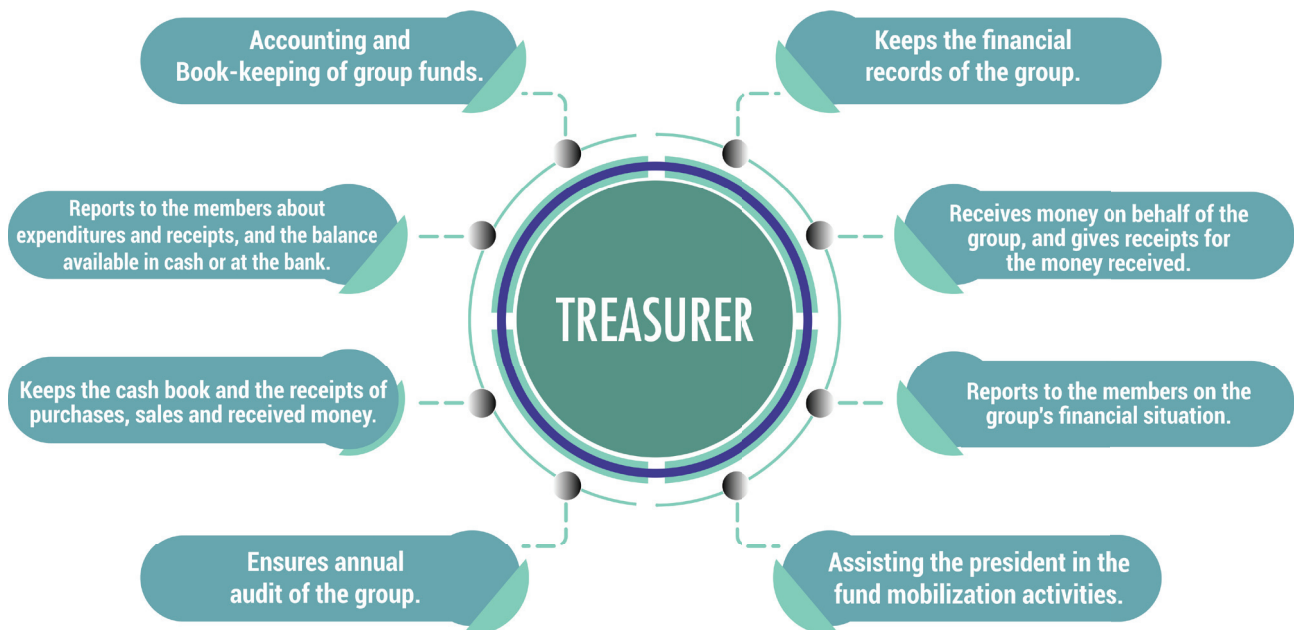 Accounting and
Book-keeping of group funds.
Keeps the financial
records of the group.
Reports to the members about
expenditures and receipts, and the balance
available in cash or at the bank.
Receives money on behalf of the
group, and gives receipts for
the money received.
TREASURER
Keeps the cash book and the receipts of
purchases, sales and received money.
Reports to the members on the
group's financial situation.
Ensures annual
audit of the group.
Assisting the president in the
fund mobilization activities.